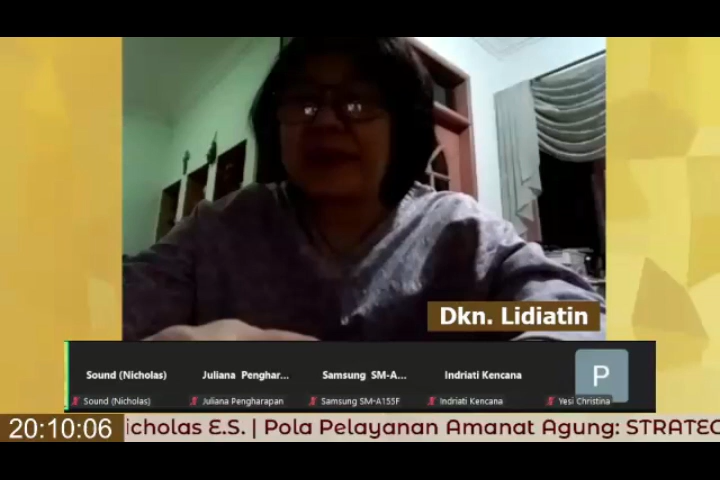 Dkn. Lidiatin
Sound (Nicholas)
Juliana Penghar...
Samsung SM-A...
Indriati Kencana
P
Sound (Nicholas)
Juliana Pengharapan
Samsung SM-A155F
Indriati Kencana
Yesi Christina
20:10:06
icholas E.S. | Pola Pelayanan Amanat Agung: STRATEG